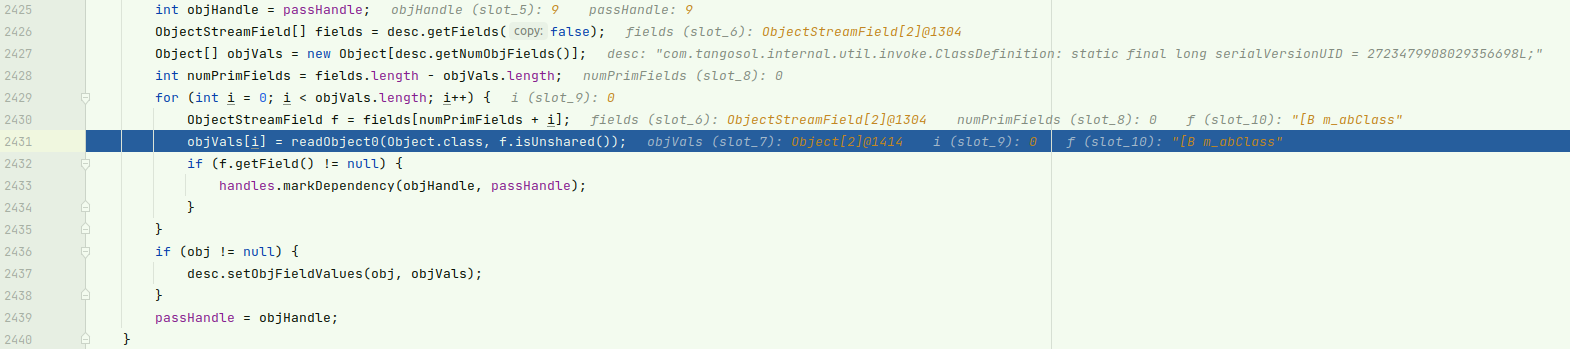 2425 int objHandle = passHandle; objHandle (slot_5): 9 passHandle: 9
2426 ObjectStreamField[] fields = desc.getFields( copy: false); fields (slot_6): ObjectStreamField[2]@1304
2427 Object[] objVals = new Object[desc.getNumObjFields()]; desc: "com.tangosol.internal.util.invoke.ClassDefinition: static final long serialVersionUID = 2723479908029356698L;"
2428 int numPrimFields = fields.length - objVals.length; numPrimFields (slot_8): 0
2429 for (int i = 0; i < objVals.length; i++) { i (slot_9): 0
2430 ObjectStreamField f = fields[numPrimFields + i]; fields (slot_6): ObjectStreamField[2]@1304 numPrimFields (slot_8): 0 f (slot_10): "[B m_abClass"
2431 objVals[i] = readObject0(Object.class, f.isUnshared()); objVals (slot_7): Object[2]@1414 i (slot_9): 0 f (slot_10): "[B m_abClass"
2432 if (f.getField() != null) {
2433 handles.markDependency(objHandle, passHandle);
2434 }
2435 }
2436 if (obj != null) {
2437 desc.setObjFieldValues(obj, objVals);
2438 }
2439 passHandle = objHandle;
2440 }